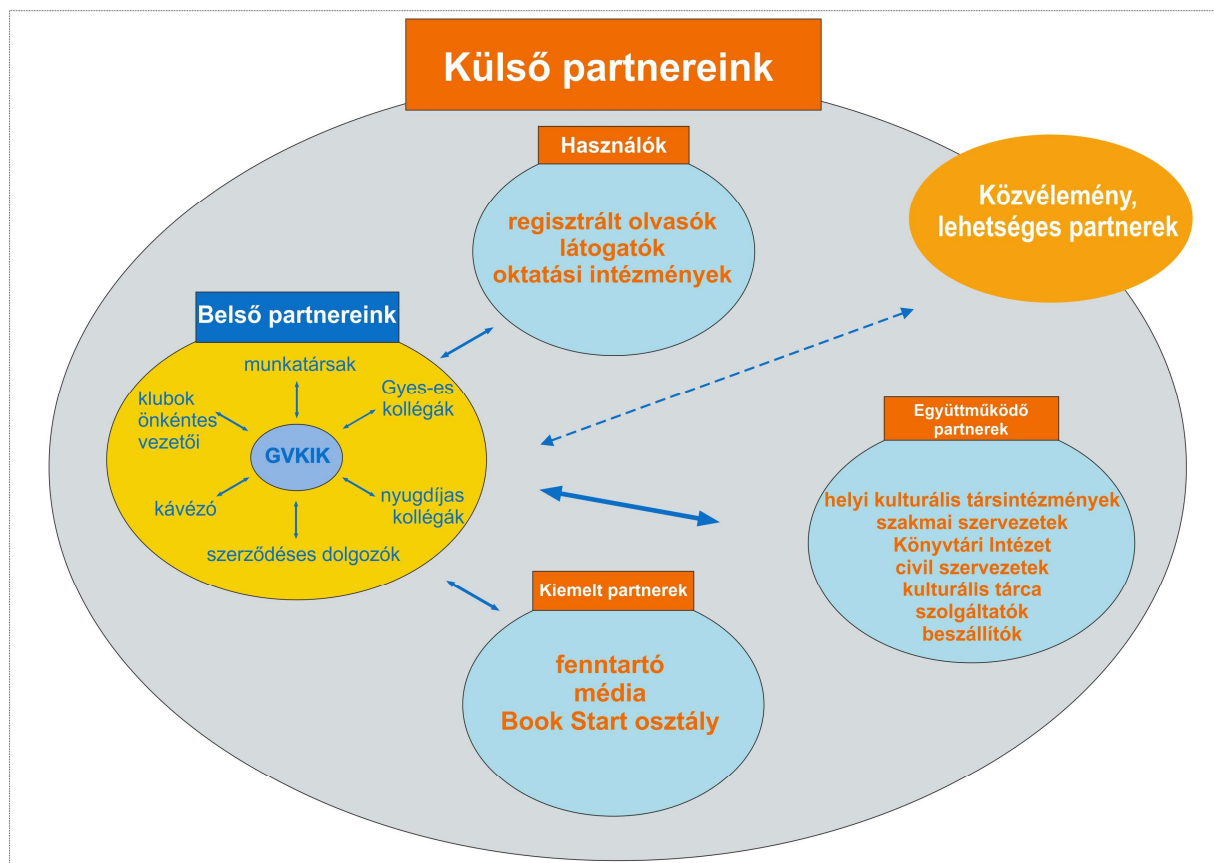 Külső partnereink
Használók
regisztrált olvasók
látogatók
oktatási intézmények
Közvélemény,
lehetséges partnerek
Belső partnereink
munkatársak
Gyes-es
kollégák
klubok
önkéntes
vezetői
GVKIK
kávézó
nyugdíjas
kollégák
szerződéses dolgozók
Együttműködő
partnerek
helyi kulturális társintézmények
szakmai szervezetek
Könyvtári Intézet
civil szervezetek
kulturális tárca
szolgáltatók
beszállítók
Kiemelt partnerek
fenntartó
média
Book Start osztály